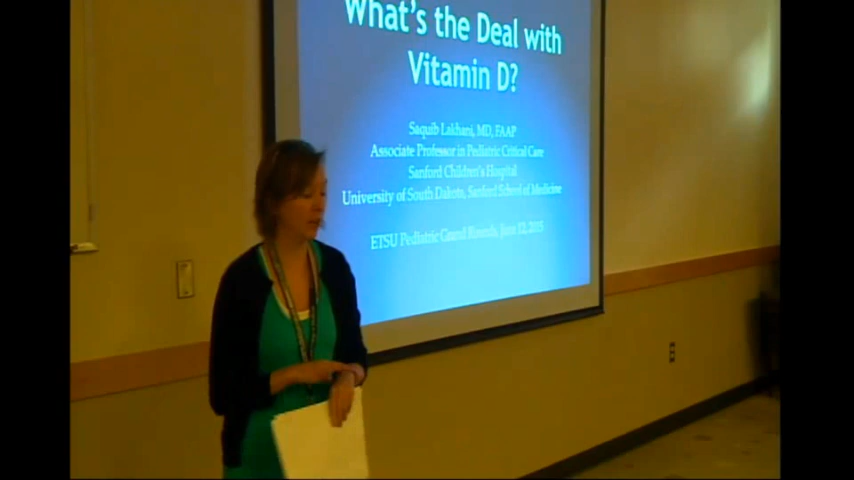 What's the Deal with
Vitamin D?
Saquib Lakhani, MD, FAAP
Associate Professor in Pediatric Critical Care
Sanford Children's Hospital
University of South Dakota, Sanford School of Medicine
ETSU Pediatric Grand Rounds, June 12, 2015